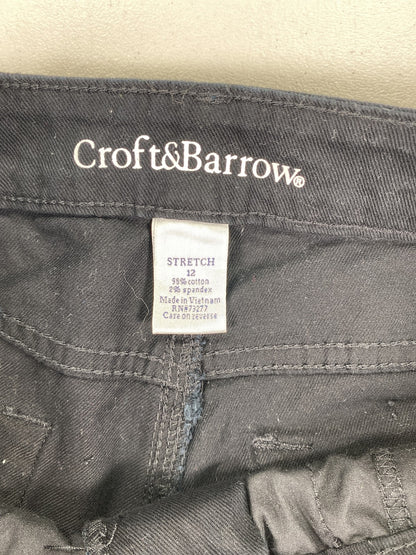 Croft&Barrow®
STRETCH
12
98% cotton
2% spandex
Made in Vietnam
RN#73277
Care on reverse